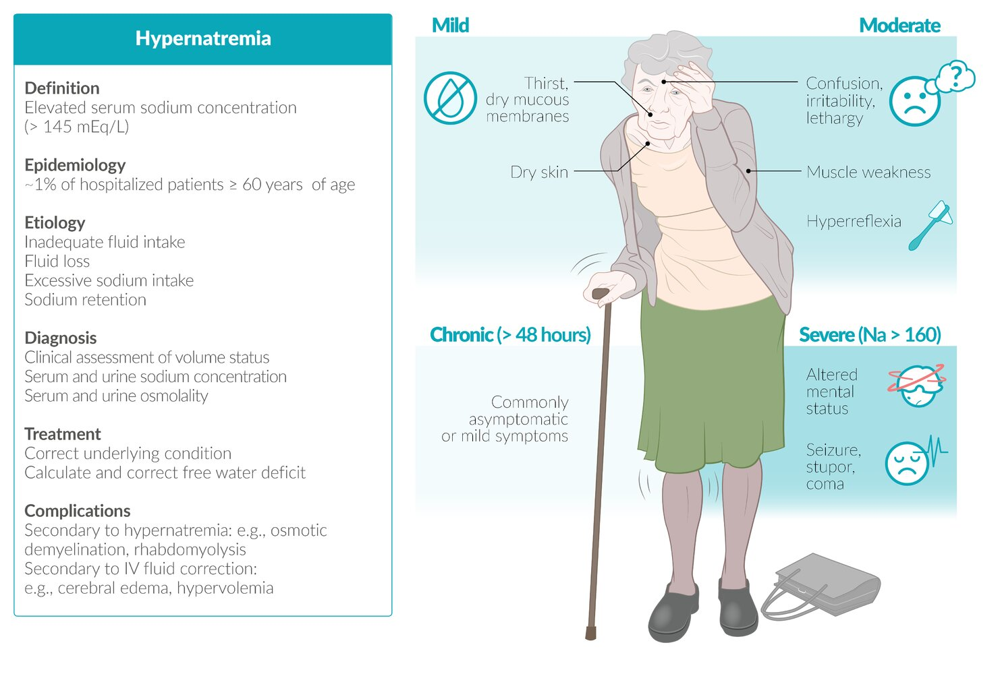 Hypernatremia
Definition
Elevated serum sodium concentration
(> 145 mEq/L)
Epidemiology
~1% of hospitalized patients ≥ 60 years of age
Etiology
Inadequate fluid intake
Fluid loss
Excessive sodium intake
Sodium retention
Diagnosis
Clinical assessment of volume status
Serum and urine sodium concentration
Serum and urine osmolality
Treatment
Correct underlying condition
Calculate and correct free water deficit
Complications
Secondary to hypernatremia: e.g., osmotic
demyelination, rhabdomyolysis
Secondary to IV fluid correction:
e.g., cerebral edema, hypervolemia
Mild
Thirst,
dry mucous
membranes
Dry skin
Moderate
Confusion,
irritability,
lethargy
?
Muscle weakness
Hyperreflexia
Chronic (> 48 hours)
Commonly
asymptomatic
or mild symptoms
Severe (Na > 160)
Altered
mental
status
Seizure,
stupor,
coma